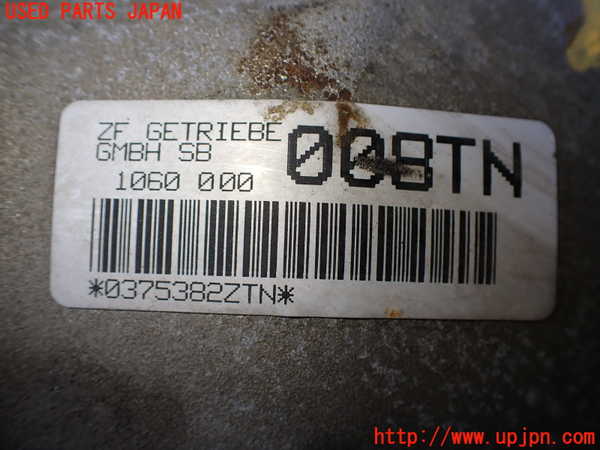 USED PARTS JAPAN
ZF GETRIEBE
GMBH SB
008TN
1060 000
*0375382ZTN*
http://www.upjpn.com/